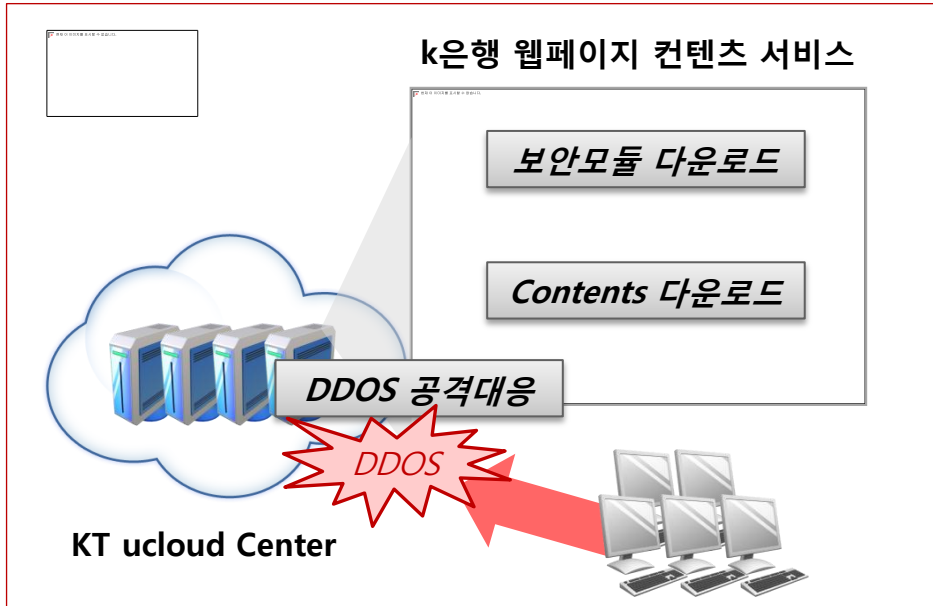 k은행 웹페이지 컨텐츠 서비스
보안모듈 다운로드
Contents 다운로드
DDOS 공격대응
DDOS
KT ucloud Center